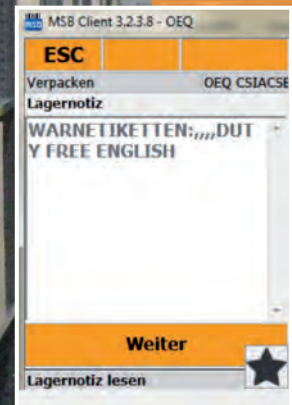 MSB Client 3.2.3.8 - OEQ
ESC
Verpacken OEQ CSIACSE
Lagernotiz
WARNETIKETTEN:,,,,DUT
Y FREE ENGLISH
Weiter
Lagernotiz lesen